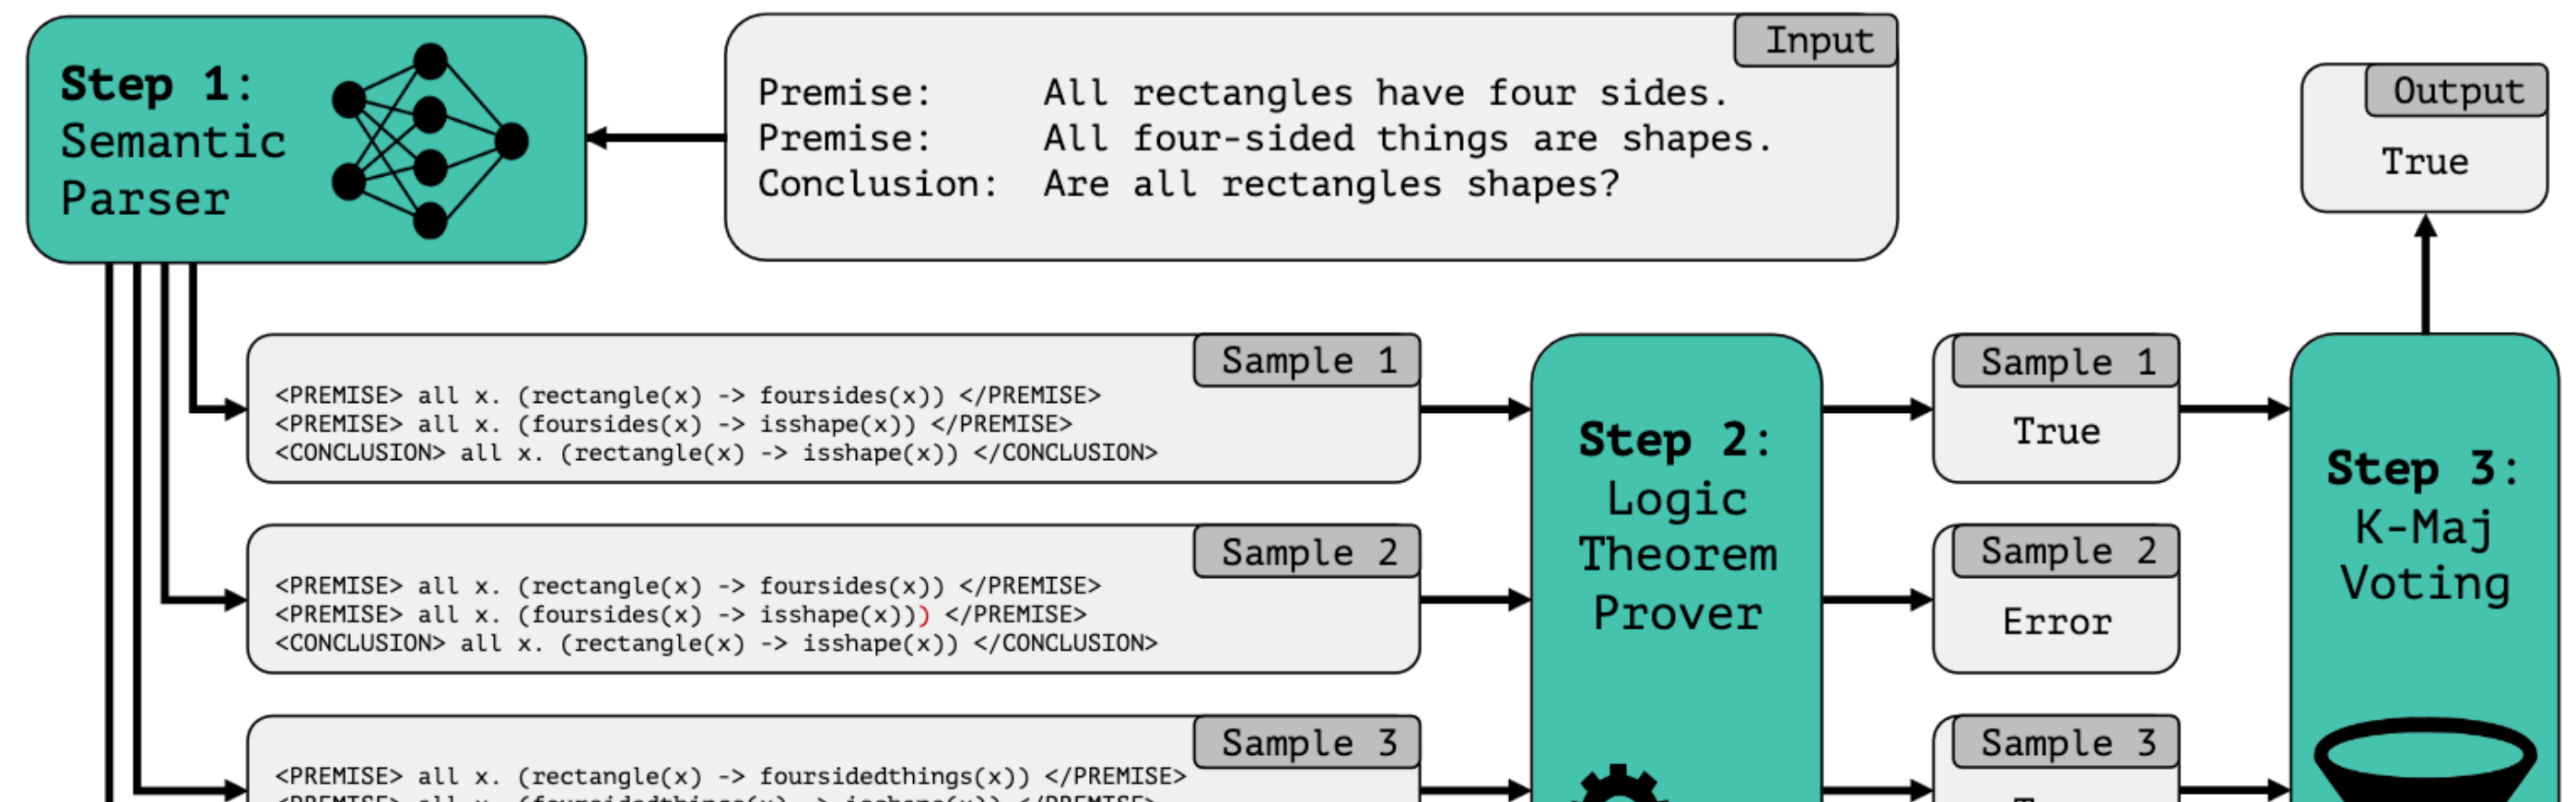 Step 1:
Semantic
Parser
Input
Premise: All rectangles have four sides.
Premise: All four-sided things are shapes.
Conclusion: Are all rectangles shapes?
Output
True
Sample 1
<PREMISE> all x. (rectangle(x) -> foursides(x)) </PREMISE>
<PREMISE> all x. (foursides(x) -> isshape(x)) </PREMISE>
<CONCLUSION> all x. (rectangle(x) -> isshape(x)) </CONCLUSION>
Sample 2
<PREMISE> all x. (rectangle(x) -> foursides(x)) </PREMISE>
<PREMISE> all x. (foursides(x) -> isshape(x))) </PREMISE>
<CONCLUSION> all x. (rectangle(x) -> isshape(x)) </CONCLUSION>
Sample 3
<PREMISE> all x. (rectangle(x) -> foursidedthings(x)) </PREMISE>
Step 2:
Logic
Theorem
Prover
Sample 1
True
Sample 2
Error
Sample 3
Step 3:
K-Maj
Voting